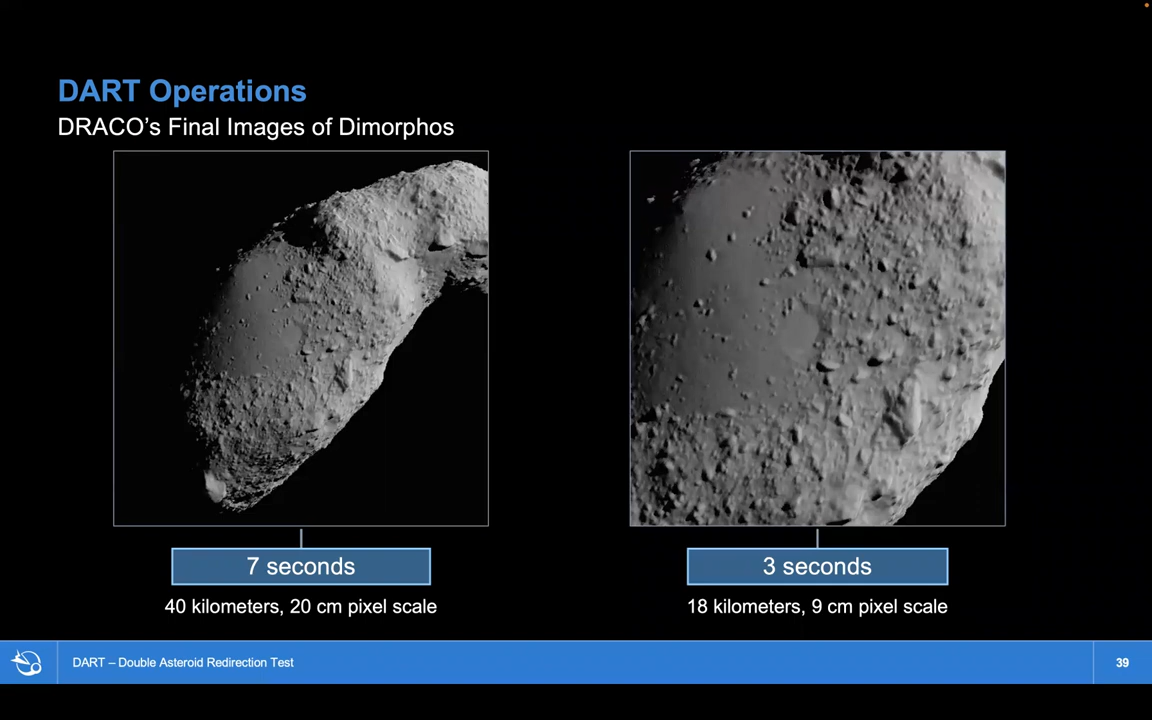 DART Operations
DRACO’s Final Images of Dimorphos
7 seconds
3 seconds
40 kilometers, 20 cm pixel scale
18 kilometers, 9 cm pixel scale
DART – Double Asteroid Redirection Test
39